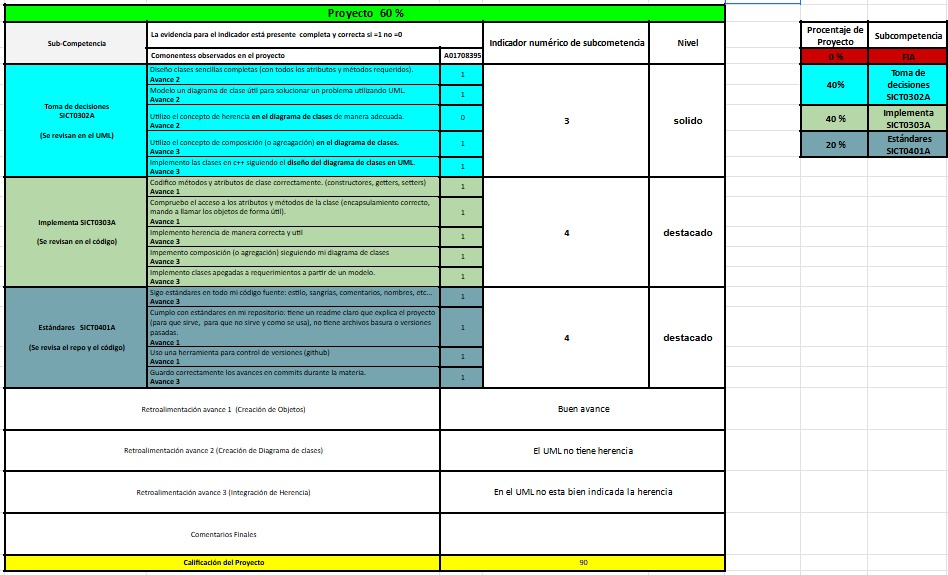 Proyecto 60 %
Sub-Competencia
La evidencia para el indicador está presente completa y correcta si =1 no =0
Comonentess observados en el proyecto
A01708395
Indicador numérico de subcometencia
Nivel
Toma de decisiones
SICT0302A
(Se revisan en el UML)
Diseño clases sencillas completas (con todos los atributos y métodos requeridos).
Avance 2
1
Modelo un diagrama de clase útil para solucionar un problema utilizando UML.
Avance 2
1
Utilizo el concepto de herencia en el diagrama de clases de manera adecuada.
Avance 2
0
Utilizo el concepto de composición (o agreagación) en el diagrama de clases.
Avance 3
1
Implemento las clases en c++ siguiendo el diseño del diagrama de clases en UML.
Avance 3
1
3
solido
Implementa SICT0303A
(Se revisan en el código)
Codifico métodos y atributos de clase correctamente. (constructores, getters, setters)
Avance 1
1
Compruebo el acceso a los atributos y métodos de la clase (encapsulamiento correcto,
mando a llamar los objetos de forma útil).
Avance 1
1
Implemento herencia de manera correcta y util
Avance 3
1
Impemento composición (o agregación) sieguiendo mi diagrama de clases
Avance 3
1
Implemento clases apegadas a requerimientos a partir de un modelo.
Avance 3
1
4
destacado
Estándares SICT0401A
(Se revisa el repo y el código)
Sigo estándares en todo mi código fuente: estilo, sangrías, comentarios, nombres, etc...
Avance 3
1
Cumplo con estándares en mi repositorio: tiene un readme claro que explica el proyecto
(para que sirve, para que no sirve y como se usa), no tiene archivos basura o versiones
pasadas.
Avance 1
1
Uso una herramienta para control de versiones (github)
Avance 1
1
Guardo correctamente los avances en commits durante la materia.
Avance 3
1
4
destacado
Retroalimentación avance 1 (Creación de Objetos)
Buen avance
Retroalimentación avance 2 (Creación de Diagrama de clases)
El UML no tiene herencia
Retroalimentación avance 3 (Integración de Herencia)
En el UML no esta bien indicada la herencia
Comentarios Finales
Calificación del Proyecto
90
Procentaje de
Proyecto
Subcompetencia
0 %
FIA
40%
Toma de
decisiones
SICT0302A
40 %
Implementa
SICT0303A
20 %
Estándares
SICT0401A